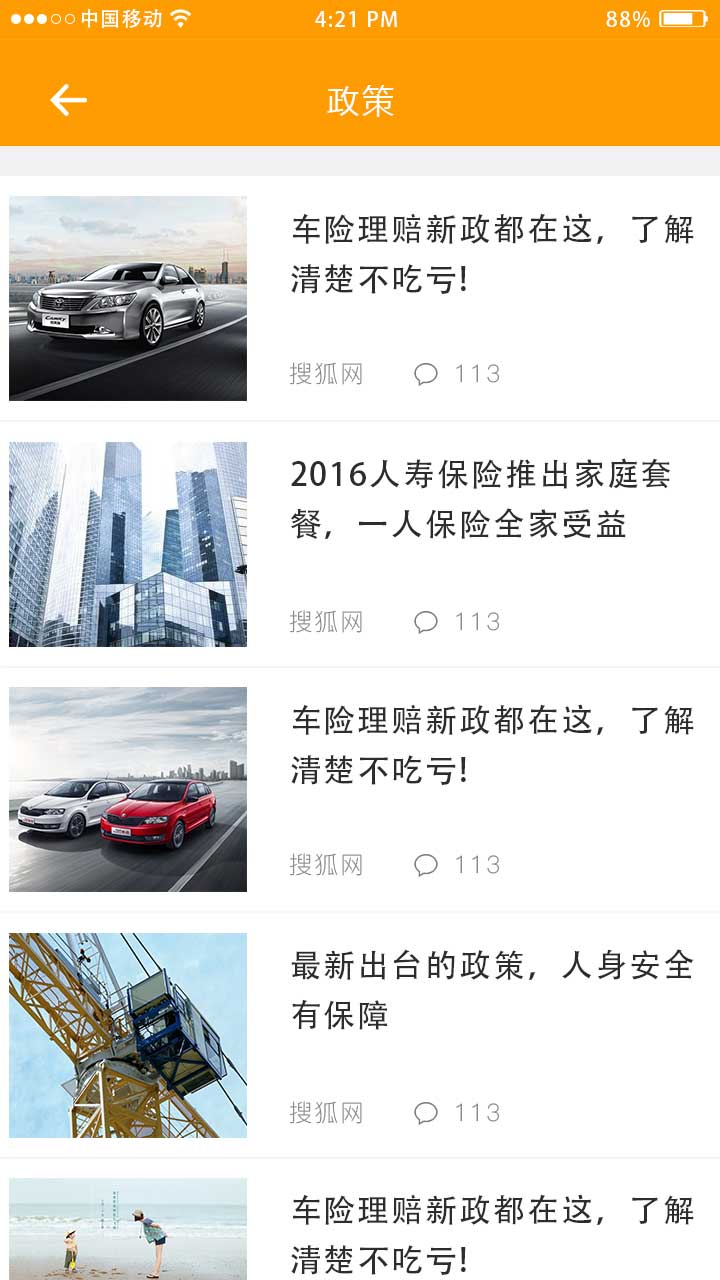 中国移动 4:21 PM 88%
政策
车险理赔新政都在这，了解
清楚不吃亏!
搜狐网 113
CAMRY
2016人寿保险推出家庭套
餐，一人保险全家受益
搜狐网 113
车险理赔新政都在这，了解
清楚不吃亏!
搜狐网 113
最新出台的政策，人身安全
有保障
搜狐网 113
车险理赔新政都在这，了解
清楚不吃亏!